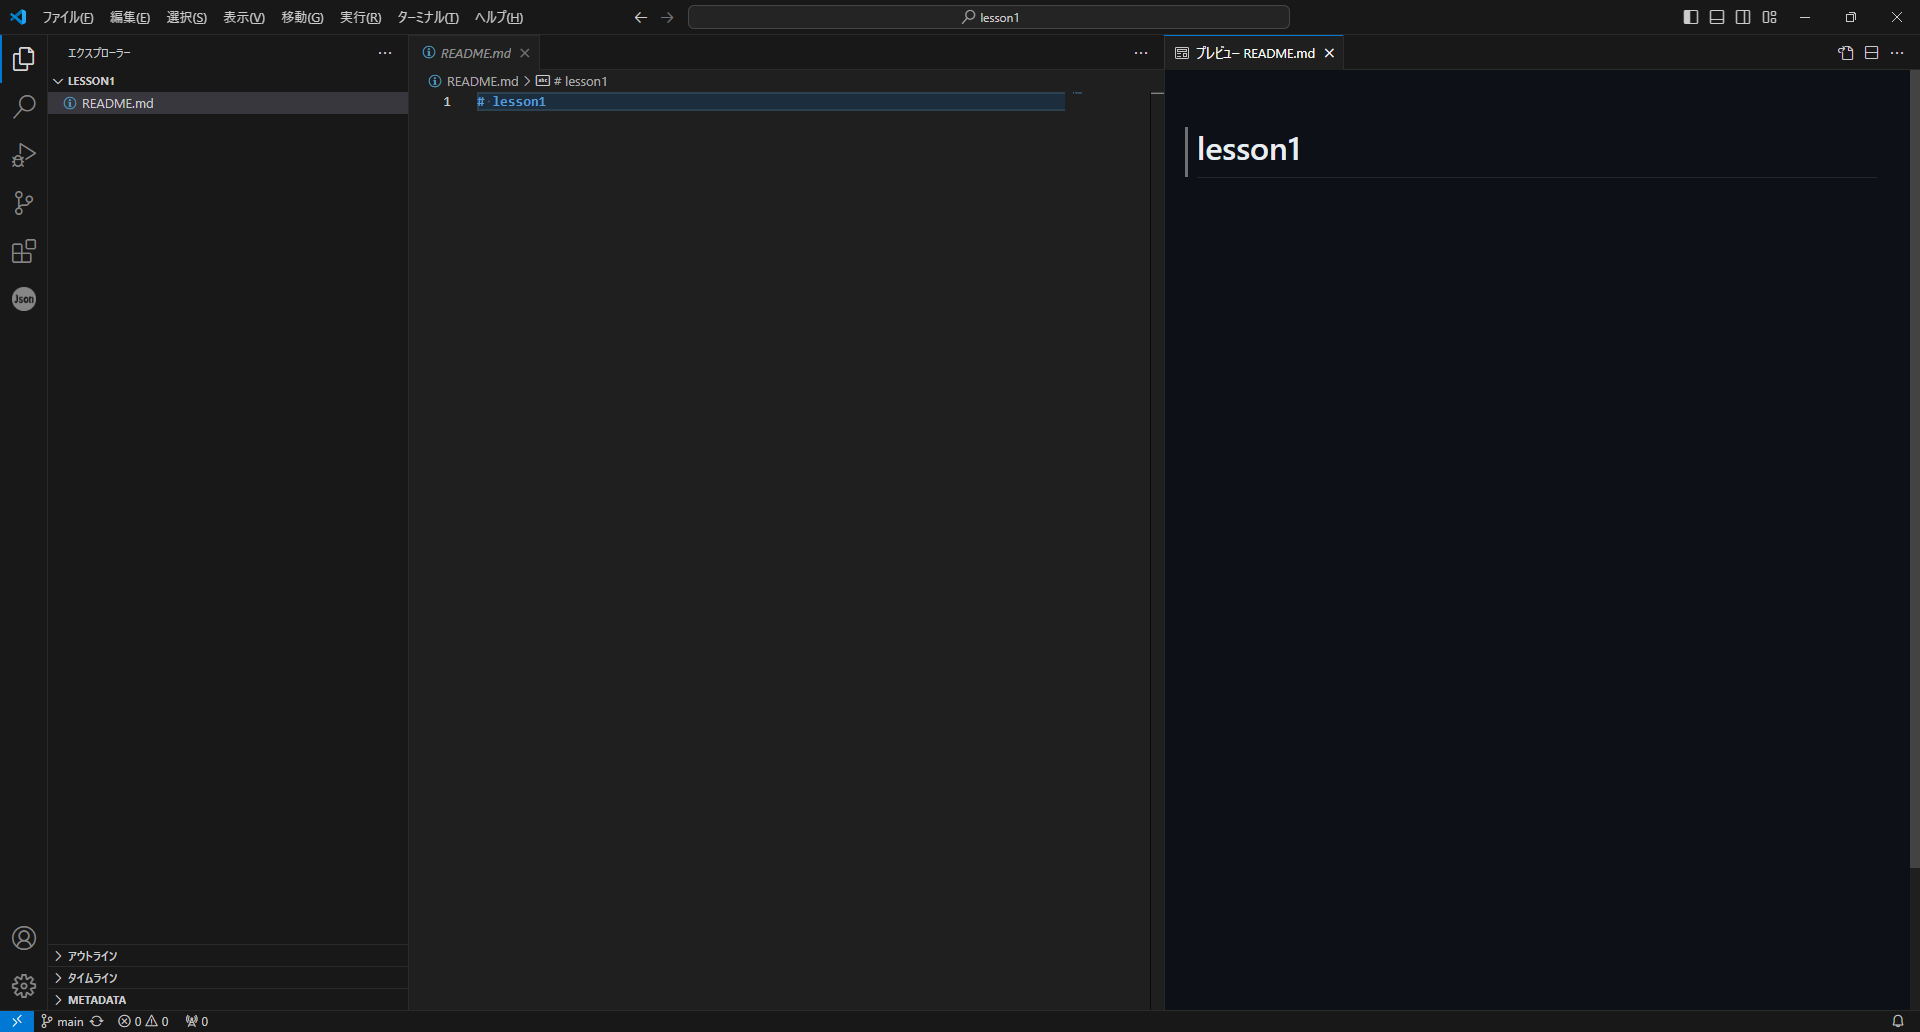 ファイル(F) 編集(E) 選択(S) 表示(V) 移動(G) 実行(R) ターミナル(T) ヘルプ(H) lesson1
エクスプローラー
LESSON1
README.md
Json
アウトライン
タイムライン
METADATA
README.md
README.md > # lesson1
1 # lesson1
プレビュー README.md
lesson1
main 0 0 0